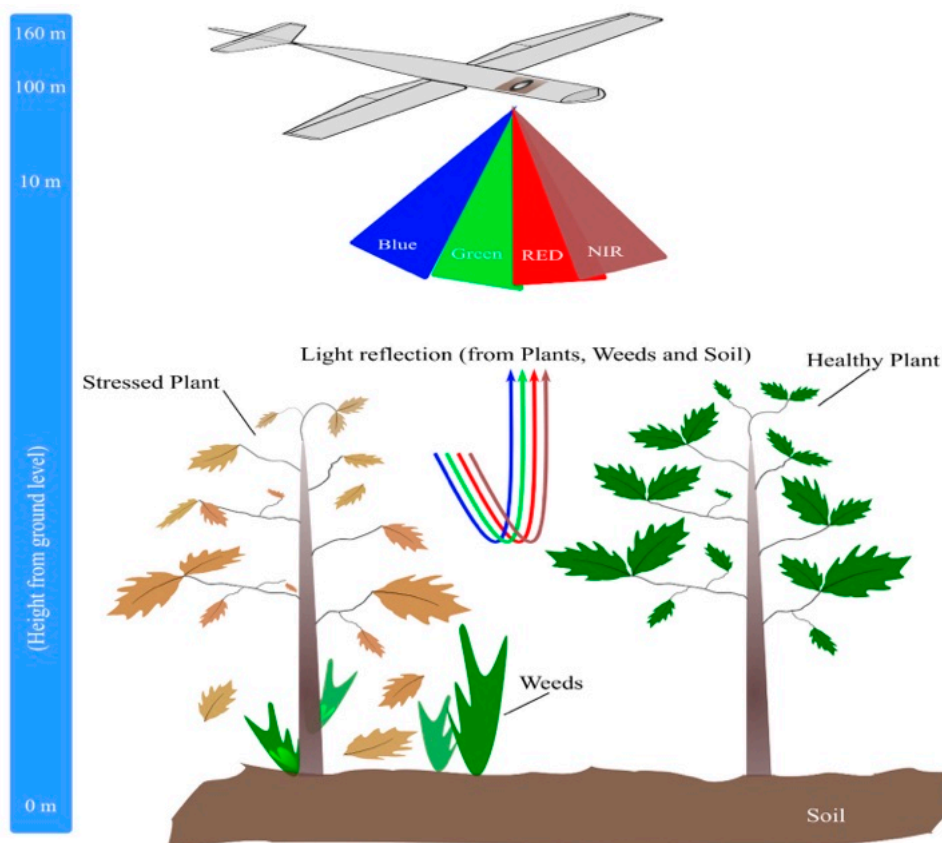 160 m
100 m
10 m
Blue
Green
RED
NIR
Light reflection (from Plants, Weeds and Soil)
Healthy Plant
Stressed Plant
(Height from ground level)
Weeds
0 m
Soil